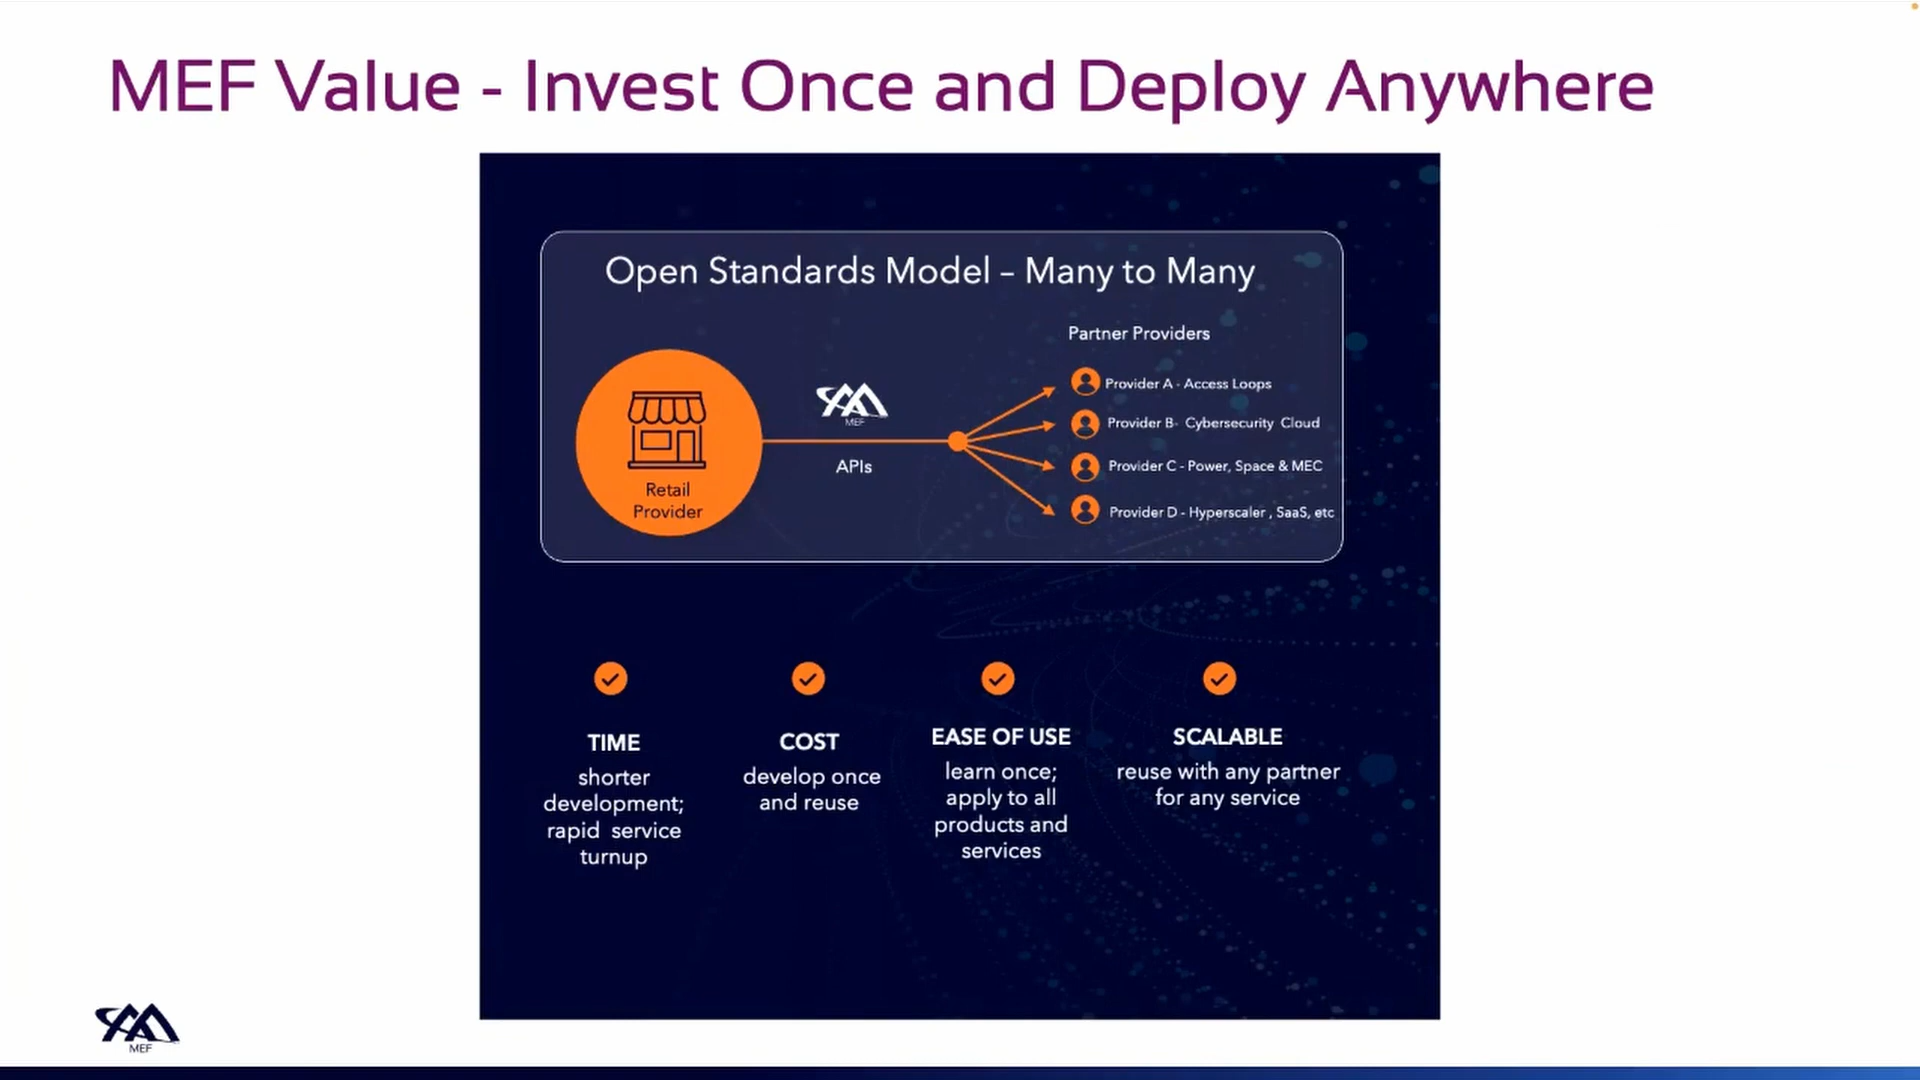 MEF Value - Invest Once and Deploy Anywhere
Open Standards Model – Many to Many
Partner Providers
Provider A - Access Loops
Provider B- Cybersecurity Cloud
Provider C - Power, Space & MEC
Provider D - Hyperscaler , SaaS, etc
MEF
APIs
Retail
Provider
TIME
shorter
development;
rapid service
turnup
COST
develop once
and reuse
EASE OF USE
learn once;
apply to all
products and
services
SCALABLE
reuse with any partner
for any service
MEF